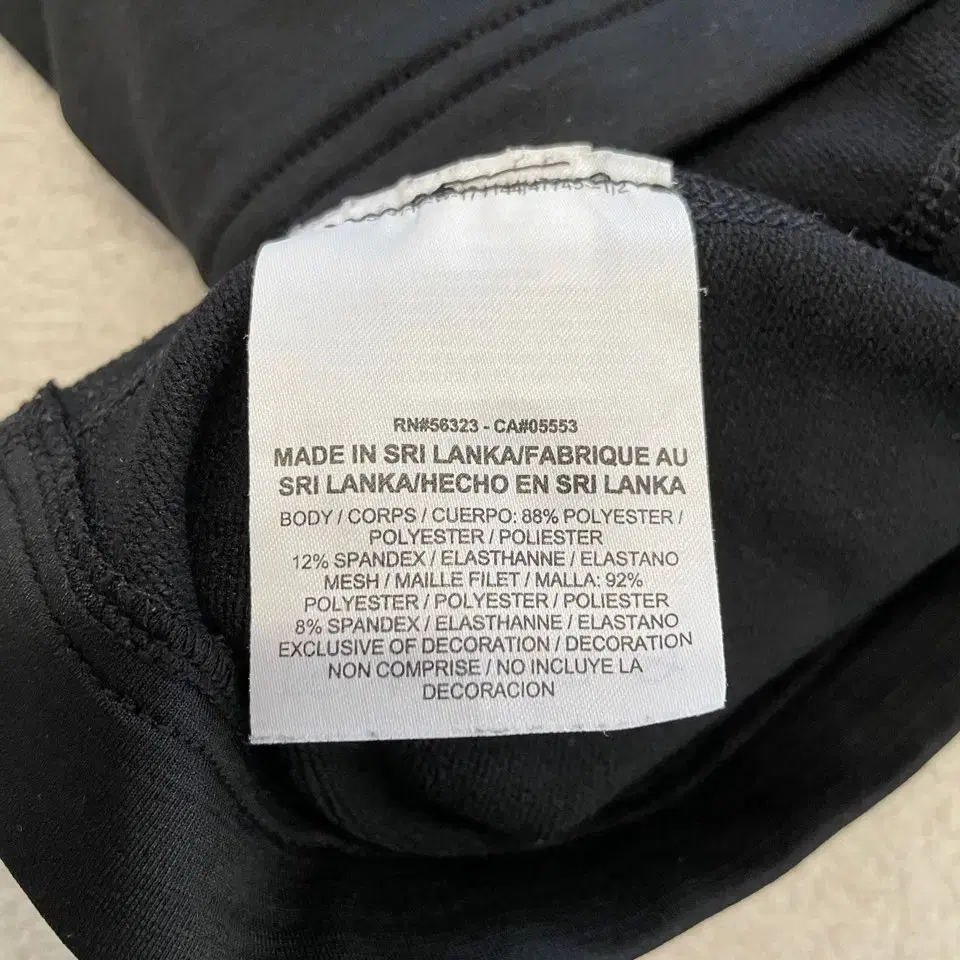 RN#56323 - CA#05553
MADE IN SRI LANKA/FABRIQUE AU
SRI LANKA/HECHO EN SRI LANKA
BODY / CORPS / CUERPO: 88% POLYESTER /
POLYESTER / POLIESTER
12% SPANDEX / ELASTHANNE / ELASTANO
MESH / MAILLE FILET / MALLA: 92%
POLYESTER / POLYESTER / POLIESTER
8% SPANDEX / ELASTHANNE / ELASTANO
EXCLUSIVE OF DECORATION / DECORATION
NON COMPRISE / NO INCLUYE LA
DECORACION